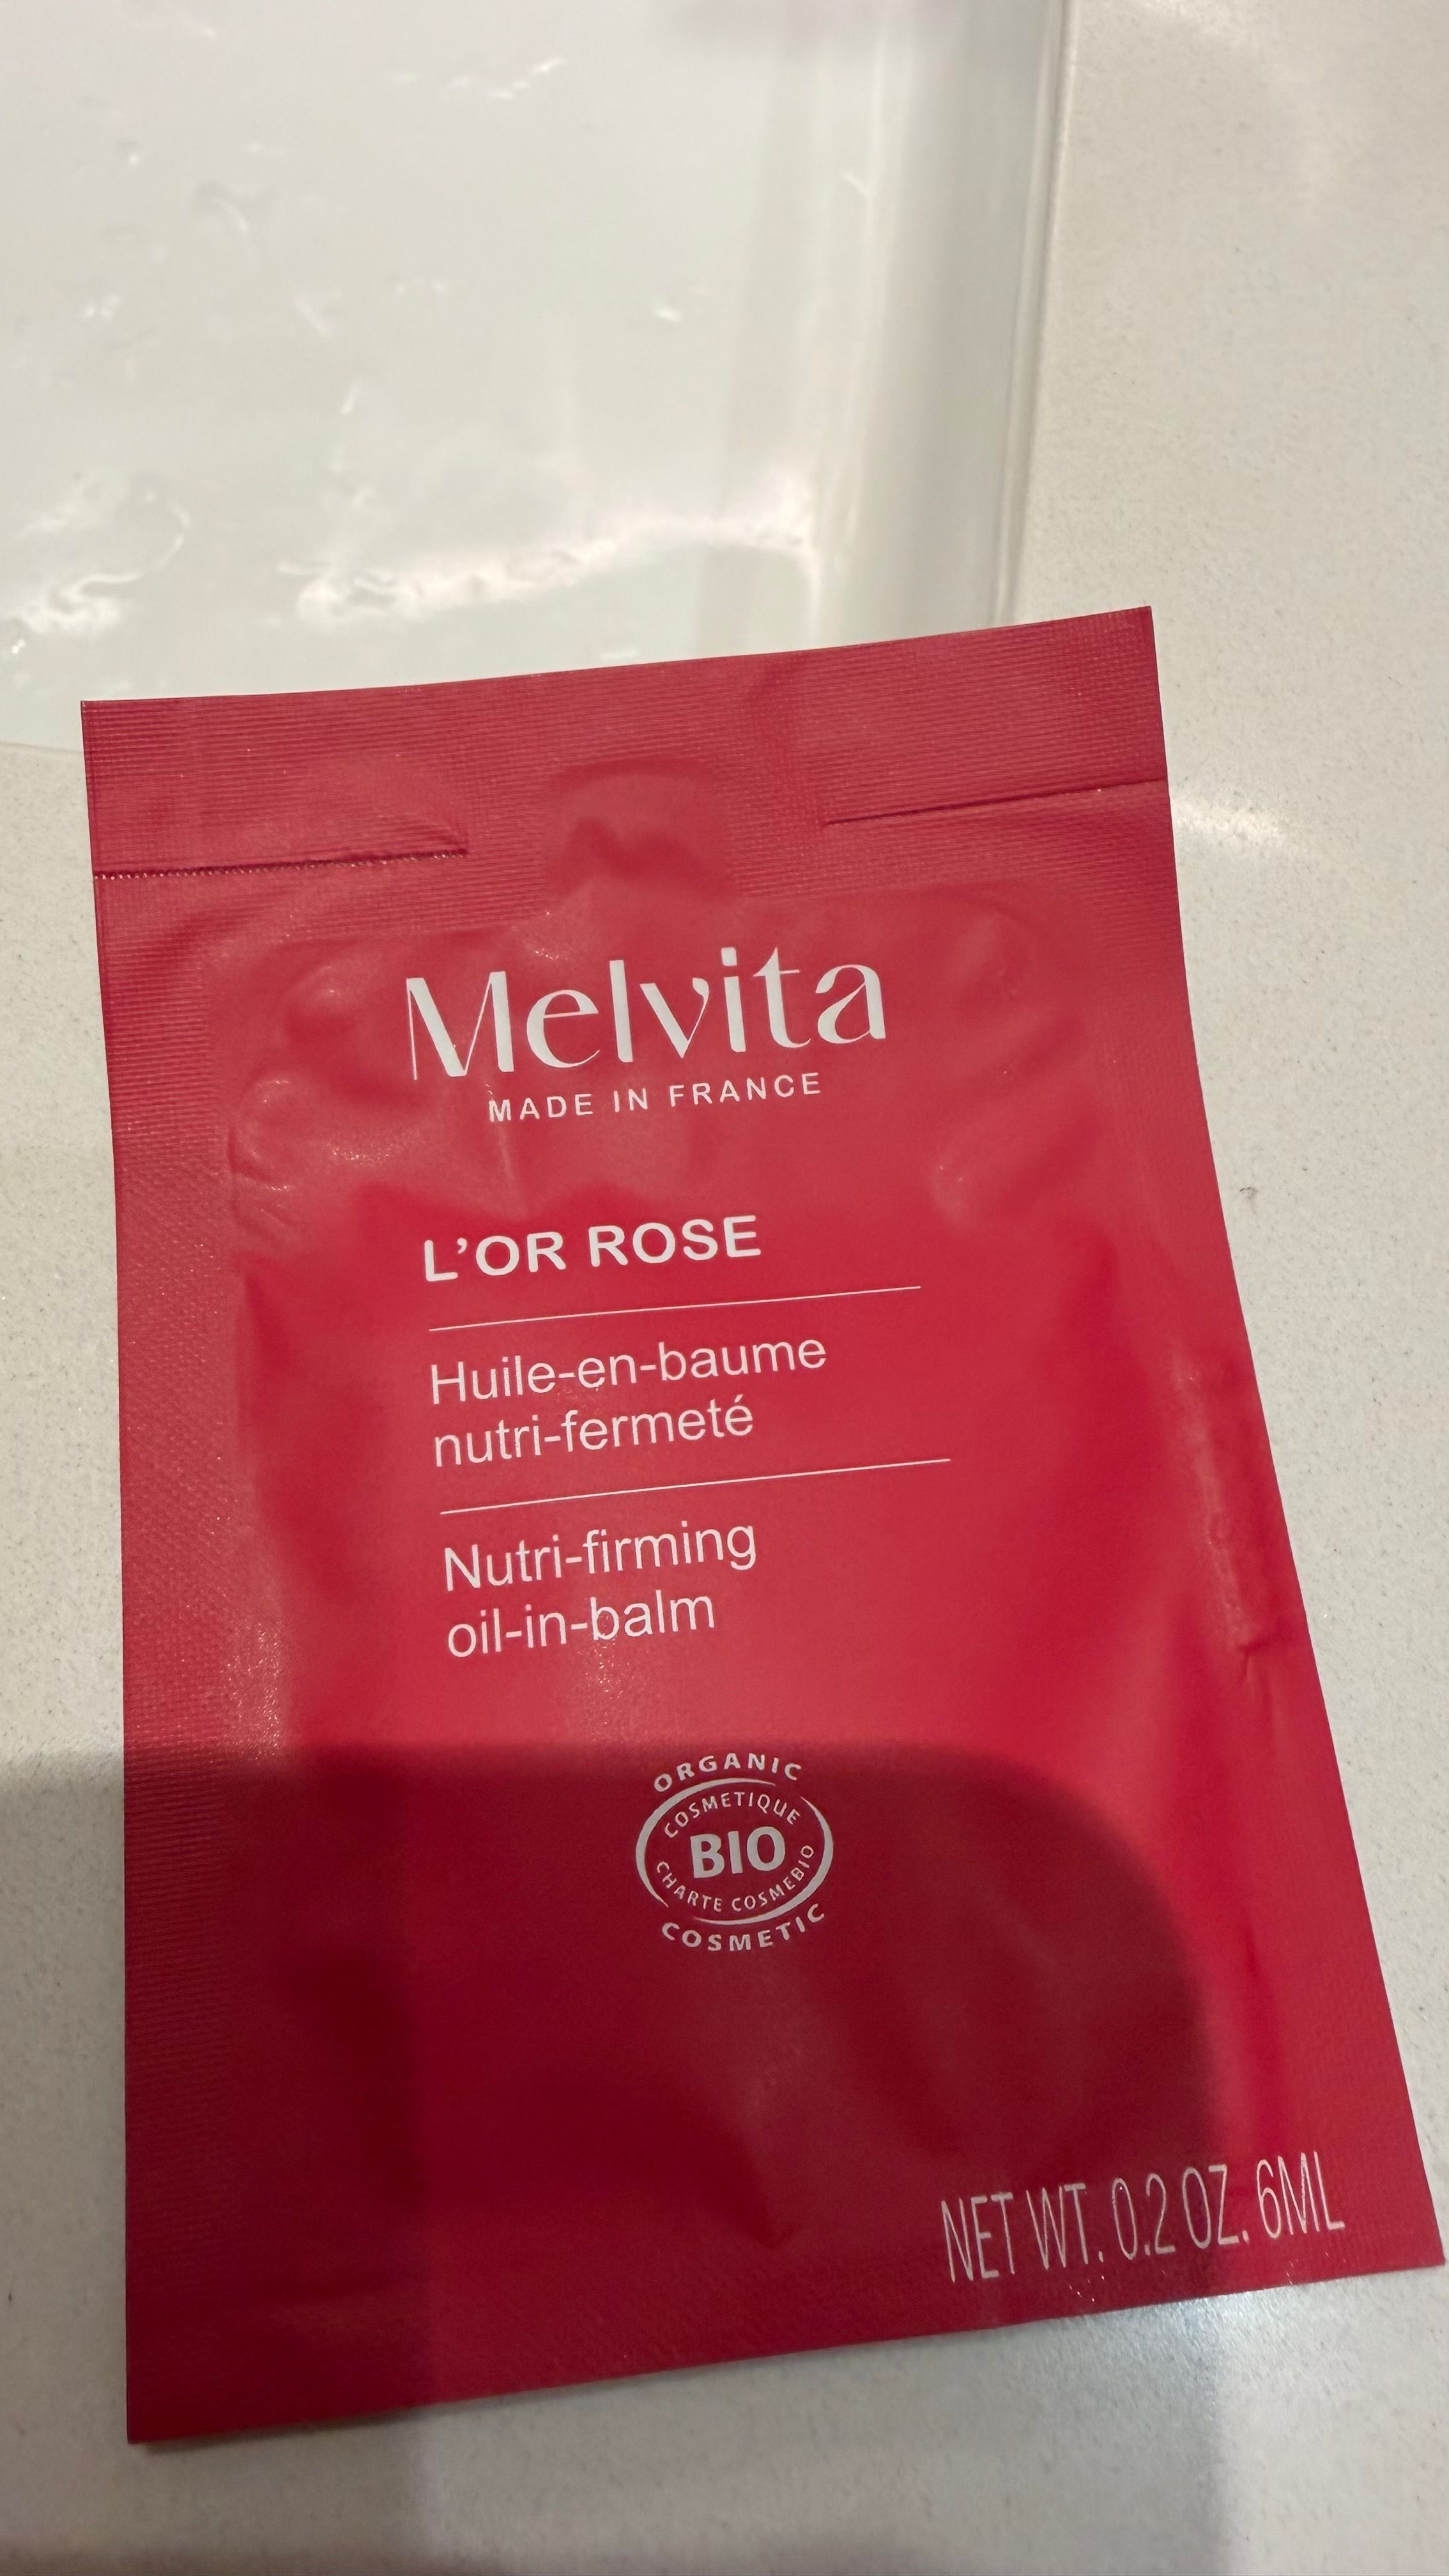 Melvita
MADE IN FRANCE
L'OR ROSE
Huile-en-baume
nutri-fermeté
Nutri-firming
oil-in-balm
ORGANIC
COSMETIQUE
BIO
CHARTE COSMEBIO
COSMETIC
NET WT. 0.2 OZ. 6ML